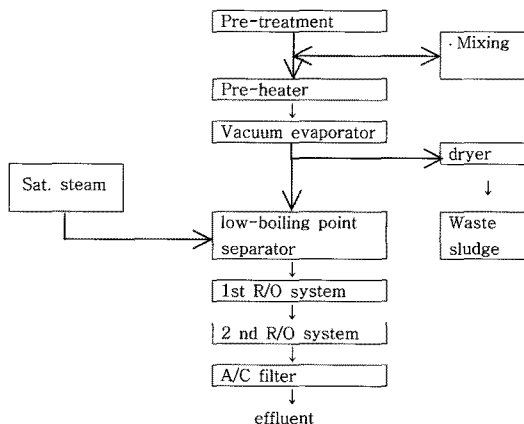 Pre-treatment
· Mixing
Pre-heater
Vacuum evaporator
dryer
Sat. steam
low-boiling point
separator
Waste
sludge
1st R/O system
2 nd R/O system
A/C filter
effluent